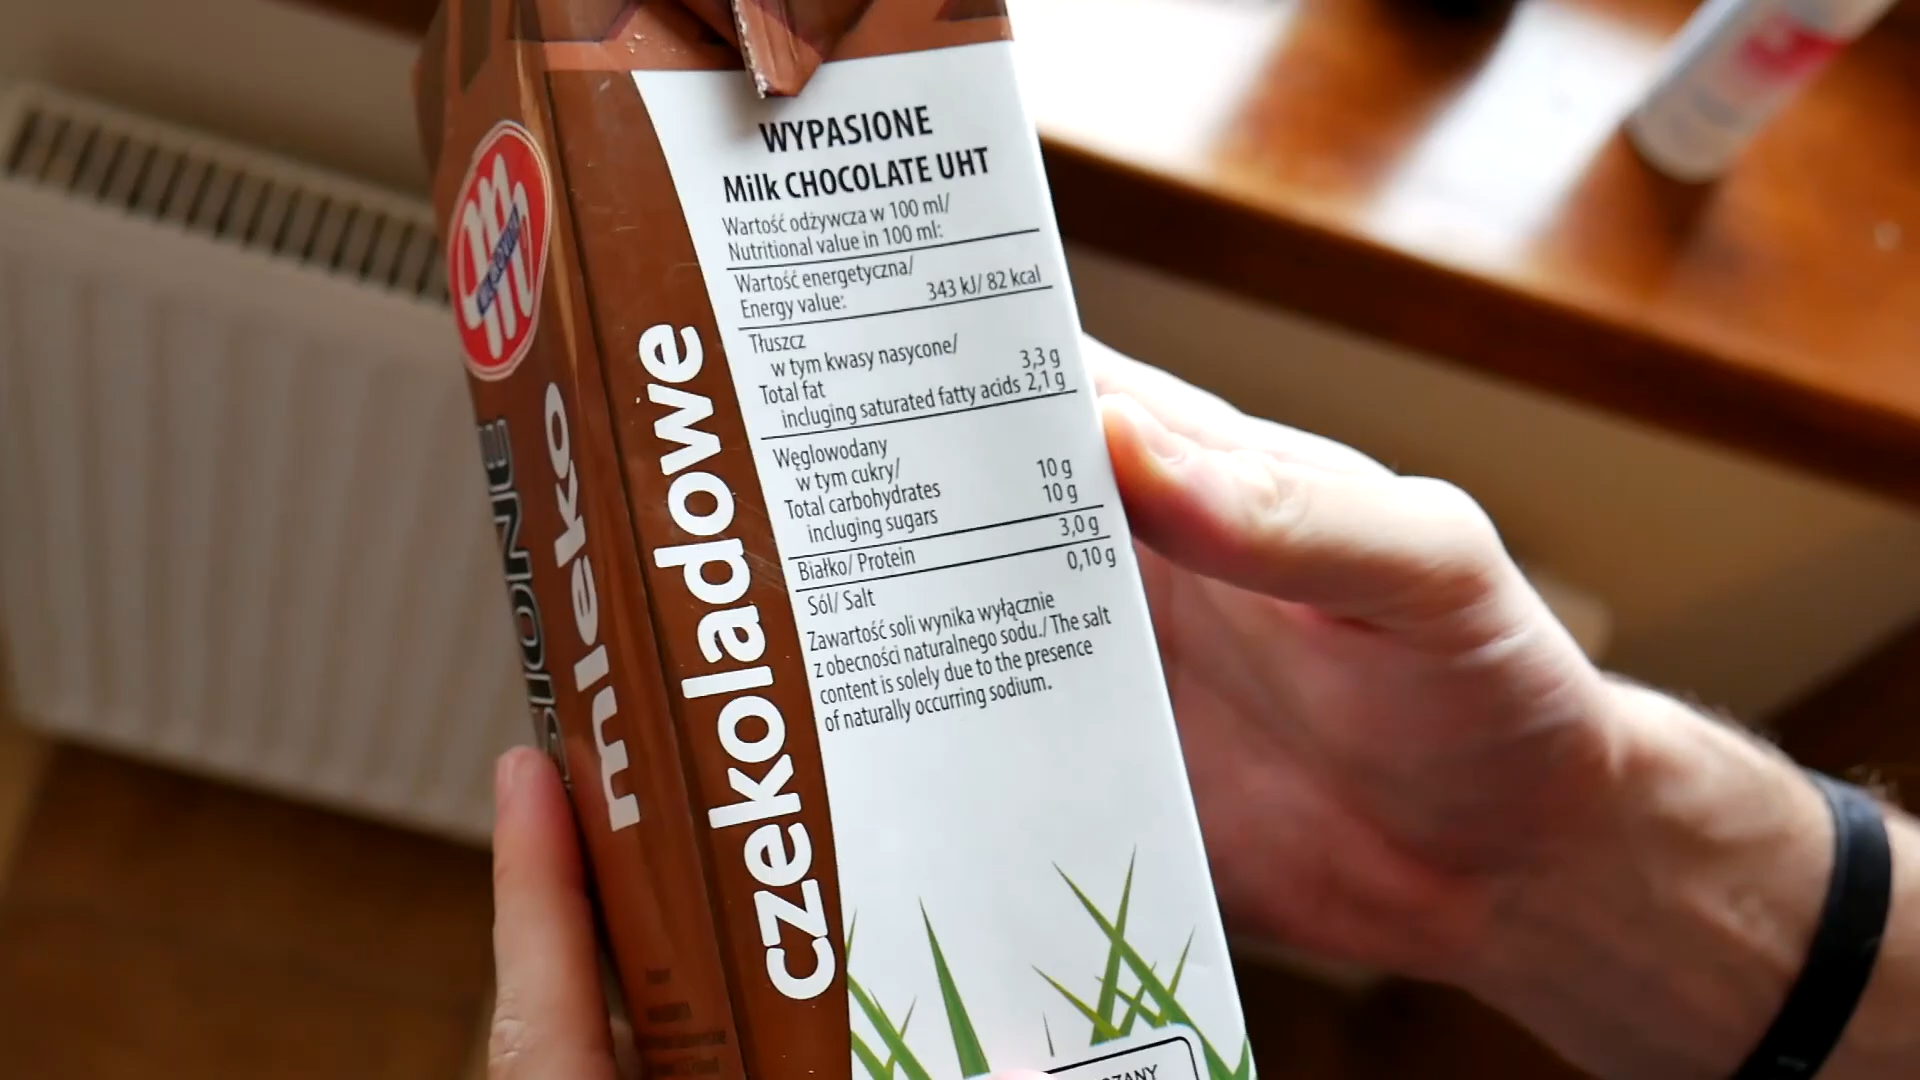 WYPASIONE
Milk CHOCOLATE UHT
Wartość odżywcza w 100 ml/
Nutritional value in 100 ml:
Wartość energetyczna/
Energy value: 343 kJ/ 82 kcal
Tłuszcz
w tym kwasy nasycone/
Total fat 3,3 g
incluging saturated fatty acids 2,1 g
Węglowodany
w tym cukry/
Total carbohydrates 10 g
incluging sugars 10 g
Białko/ Protein 3,0 g
Sól/ Salt 0,10 g
Zawartość soli wynika wyłącznie
z obecności naturalnego sodu./ The salt
content is solely due to the presence
of naturally occurring sodium.
mleko
czekoladowe